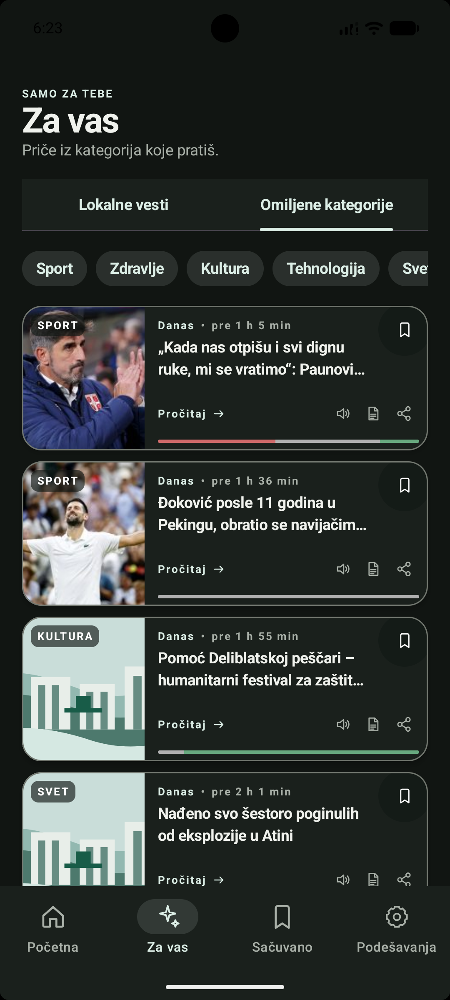 6:23
SAMO ZA TEBE
Za vas
Priče iz kategorija koje pratiš.
Lokalne vesti
Omiljene kategorije
Sport
Zdravlje
Kultura
Tehnologija
Svet
SPORT
Danas • pre 1 h 5 min
„Kada nas otpišu i svi dignu
ruke, mi se vratimo“: Paunovi...
Pročitaj →
SPORT
Danas • pre 1 h 36 min
Đoković posle 11 godina u
Pekingu, obratio se navijačim...
Pročitaj →
KULTURA
Danas • pre 1 h 55 min
Pomoć Deliblatskoj peščari –
humanitarni festival za zaštit...
Pročitaj →
SVET
Danas • pre 2 h 1 min
Nađeno svo šestoro poginulih
od eksplozije u Atini
Pročitaj →
Početna
Za vas
Sačuvano
Podešavanja